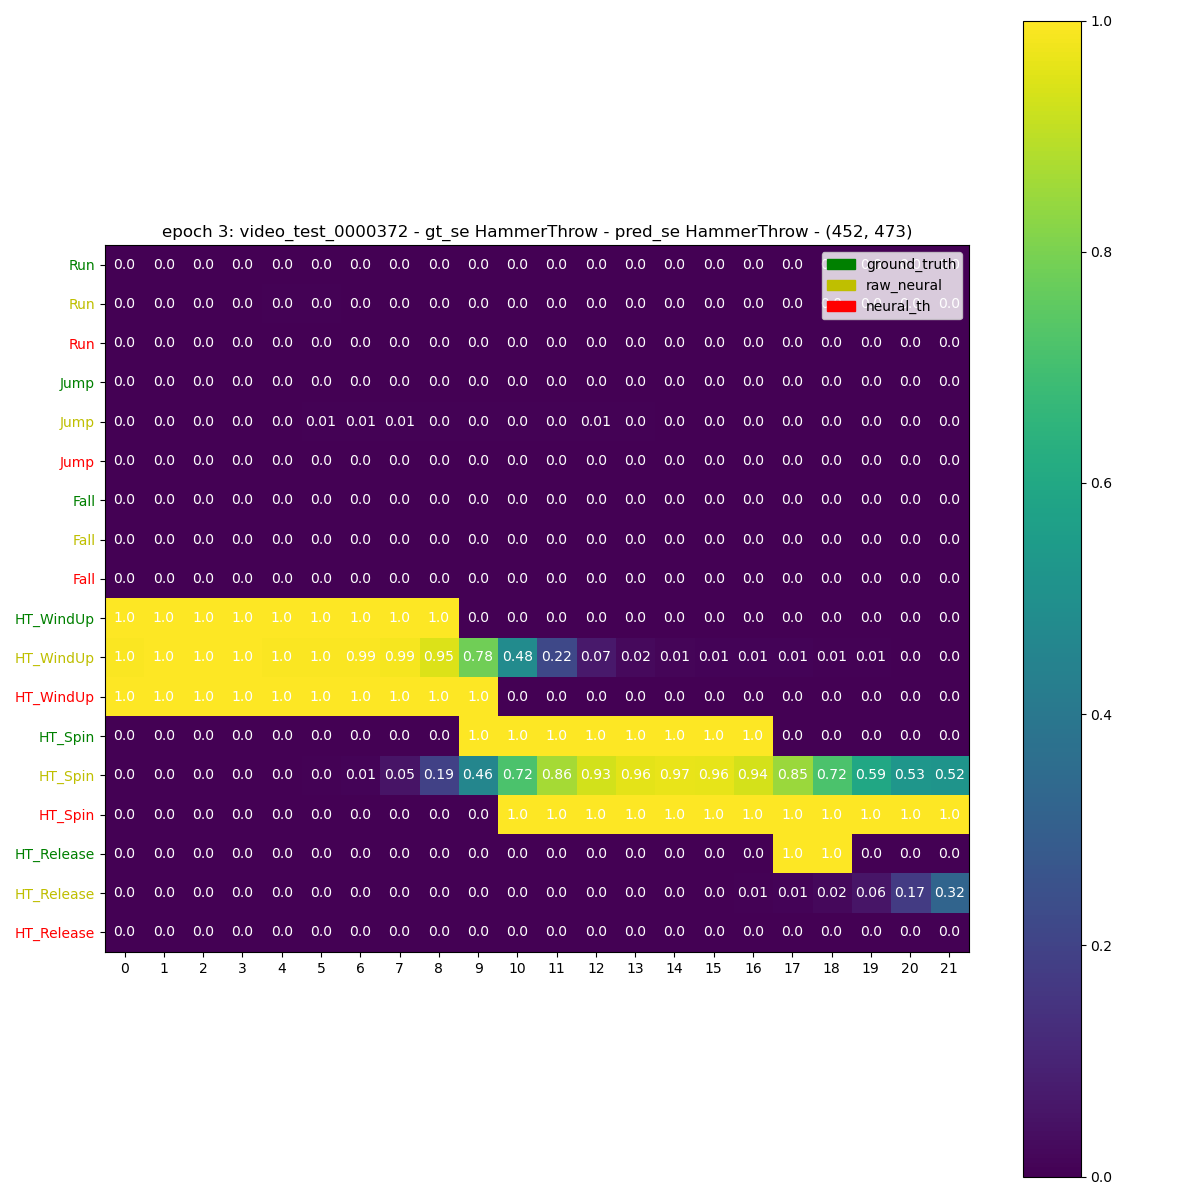 epoch 3: video_test_0000372 - gt_se HammerThrow - pred_se HammerThrow - (452, 473)
ground_truth
raw_neural
neural_th
Run 0.0 0.0 0.0 0.0 0.0 0.0 0.0 0.0 0.0 0.0 0.0 0.0 0.0 0.0 0.0 0.0 0.0 0.0
Run 0.0 0.0 0.0 0.0 0.0 0.0 0.0 0.0 0.0 0.0 0.0 0.0 0.0 0.0 0.0 0.0 0.0 0.0 0.0 0.0 0.0 0.0
Run 0.0 0.0 0.0 0.0 0.0 0.0 0.0 0.0 0.0 0.0 0.0 0.0 0.0 0.0 0.0 0.0 0.0 0.0 0.0 0.0 0.0 0.0
Jump 0.0 0.0 0.0 0.0 0.0 0.0 0.0 0.0 0.0 0.0 0.0 0.0 0.0 0.0 0.0 0.0 0.0 0.0 0.0 0.0 0.0 0.0
Jump 0.0 0.0 0.0 0.0 0.0 0.01 0.01 0.01 0.0 0.0 0.0 0.0 0.01 0.0 0.0 0.0 0.0 0.0 0.0 0.0 0.0 0.0
Jump 0.0 0.0 0.0 0.0 0.0 0.0 0.0 0.0 0.0 0.0 0.0 0.0 0.0 0.0 0.0 0.0 0.0 0.0 0.0 0.0 0.0 0.0
Fall 0.0 0.0 0.0 0.0 0.0 0.0 0.0 0.0 0.0 0.0 0.0 0.0 0.0 0.0 0.0 0.0 0.0 0.0 0.0 0.0 0.0 0.0
Fall 0.0 0.0 0.0 0.0 0.0 0.0 0.0 0.0 0.0 0.0 0.0 0.0 0.0 0.0 0.0 0.0 0.0 0.0 0.0 0.0 0.0 0.0
Fall 0.0 0.0 0.0 0.0 0.0 0.0 0.0 0.0 0.0 0.0 0.0 0.0 0.0 0.0 0.0 0.0 0.0 0.0 0.0 0.0 0.0 0.0
HT_WindUp 1.0 1.0 1.0 1.0 1.0 1.0 1.0 1.0 1.0 0.0 0.0 0.0 0.0 0.0 0.0 0.0 0.0 0.0 0.0 0.0 0.0 0.0
HT_WindUp 1.0 1.0 1.0 1.0 1.0 1.0 0.99 0.99 0.95 0.78 0.48 0.22 0.07 0.02 0.01 0.01 0.01 0.01 0.01 0.01 0.0 0.0
HT_WindUp 1.0 1.0 1.0 1.0 1.0 1.0 1.0 1.0 1.0 1.0 0.0 0.0 0.0 0.0 0.0 0.0 0.0 0.0 0.0 0.0 0.0 0.0
HT_Spin 0.0 0.0 0.0 0.0 0.0 0.0 0.0 0.0 0.0 1.0 1.0 1.0 1.0 1.0 1.0 1.0 1.0 0.0 0.0 0.0 0.0 0.0
HT_Spin 0.0 0.0 0.0 0.0 0.0 0.0 0.01 0.05 0.19 0.46 0.72 0.86 0.93 0.96 0.97 0.96 0.94 0.85 0.72 0.59 0.53 0.52
HT_Spin 0.0 0.0 0.0 0.0 0.0 0.0 0.0 0.0 0.0 0.0 1.0 1.0 1.0 1.0 1.0 1.0 1.0 1.0 1.0 1.0 1.0 1.0
HT_Release 0.0 0.0 0.0 0.0 0.0 0.0 0.0 0.0 0.0 0.0 0.0 0.0 0.0 0.0 0.0 0.0 0.0 1.0 1.0 0.0 0.0 0.0
HT_Release 0.0 0.0 0.0 0.0 0.0 0.0 0.0 0.0 0.0 0.0 0.0 0.0 0.0 0.0 0.0 0.0 0.01 0.01 0.02 0.06 0.17 0.32
HT_Release 0.0 0.0 0.0 0.0 0.0 0.0 0.0 0.0 0.0 0.0 0.0 0.0 0.0 0.0 0.0 0.0 0.0 0.0 0.0 0.0 0.0 0.0
0 1 2 3 4 5 6 7 8 9 10 11 12 13 14 15 16 17 18 19 20 21
1.0
0.8
0.6
0.4
0.2
0.0